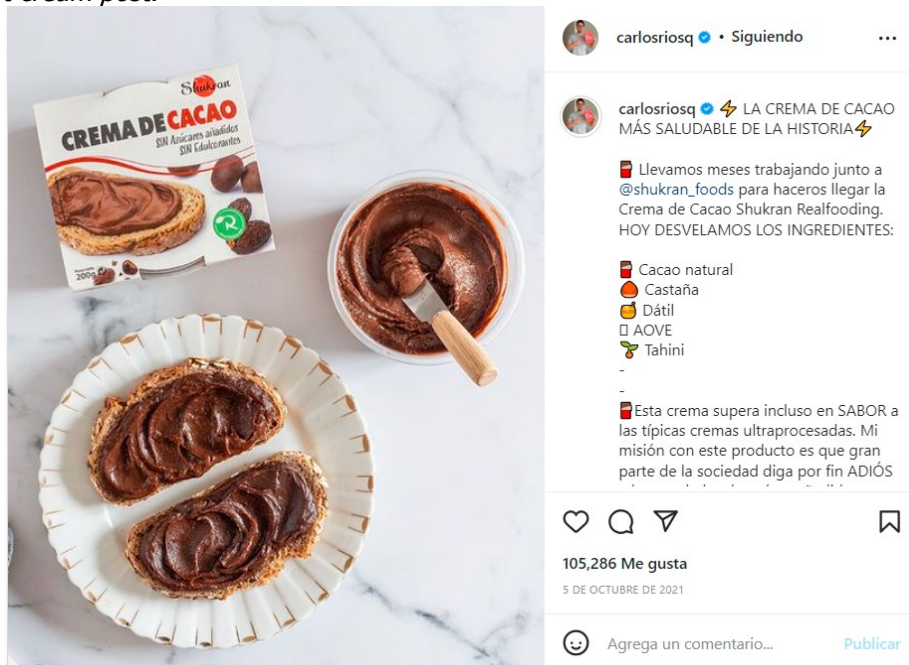 t cream post.
carlosriosq • Siguiendo
Shukran
CREMA DE CACAO
SIN Azúcares añadidos
SIN Edulcorantes
200g
carlosriosq ⚡ LA CREMA DE CACAO
MÁS SALUDABLE DE LA HISTORIA⚡
🍫 Llevamos meses trabajando junto a
@shukran_foods para haceros llegar la
Crema de Cacao Shukran Realfooding.
HOY DESVELAMOS LOS INGREDIENTES:
🍫 Cacao natural
🌰 Castaña
🍯 Dátil
▯ AOVE
🌱 Tahini
-
-
🍫Esta crema supera incluso en SABOR a
las típicas cremas ultraprocesadas. Mi
misión con este producto es que gran
parte de la sociedad diga por fin ADIÓS
105,286 Me gusta
5 DE OCTUBRE DE 2021
Agrega un comentario...
Publicar